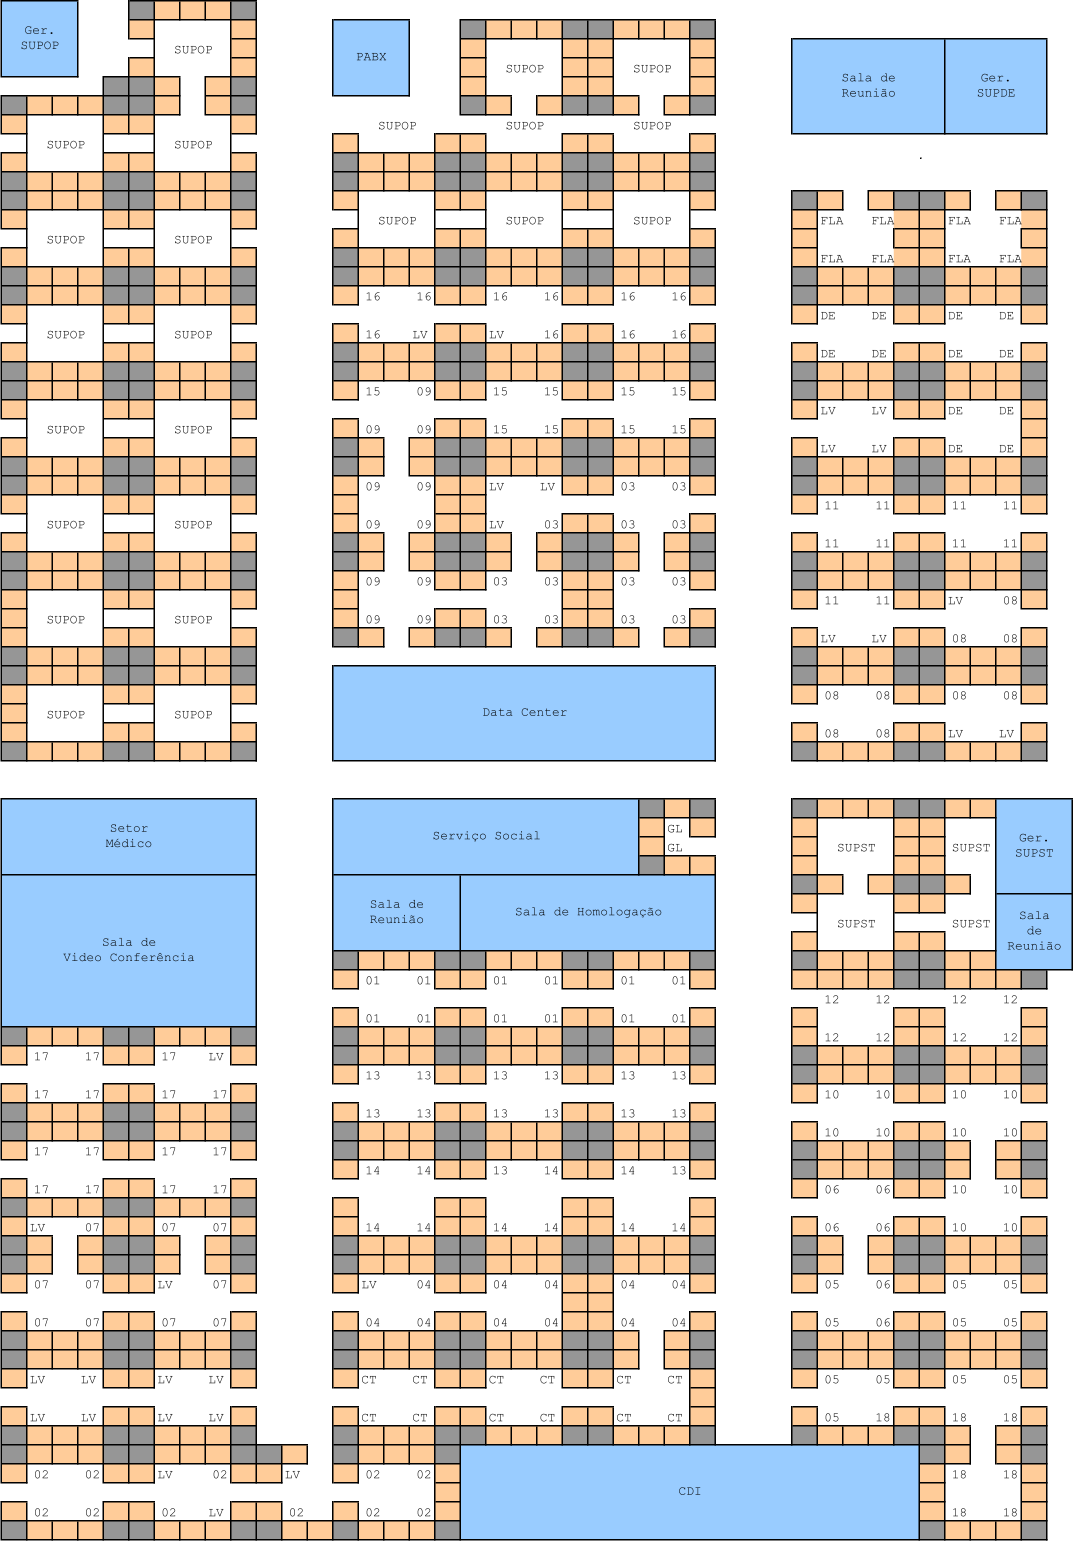 Ger.
SUPOP
SUPOP
PABX
SUPOP SUPOP
Sala de
Reunião
Ger.
SUPDE
SUPOP SUPOP SUPOP
SUPOP SUPOP
.
SUPOP SUPOP SUPOP
FLA FLA FLA FLA
SUPOP SUPOP
FLA FLA FLA FLA
16 16 16 16 16 16
DE DE DE DE
SUPOP SUPOP
16 LV LV 16 16 16
DE DE DE DE
15 09 15 15 15 15
LV LV DE DE
SUPOP SUPOP
09 09 15 15 15 15
LV LV DE DE
09 09 LV LV 03 03
11 11 11 11
SUPOP SUPOP
09 09 LV 03 03 03
11 11 11 11
09 09 03 03 03 03
11 11 LV 08
SUPOP SUPOP
09 09 03 03 03 03
LV LV 08 08
08 08 08 08
SUPOP SUPOP
Data Center
08 08 LV LV
Setor
Médico
Serviço Social
GL
GL
SUPST SUPST
Ger.
SUPST
Sala de
Reunião
Sala de Homologação
SUPST SUPST
Sala
de
Reunião
Sala de
Video Conferência
01 01 01 01 01 01
12 12 12 12
01 01 01 01 01 01
12 12 12 12
17 17 17 LV
13 13 13 13 13 13
17 17 17 17
10 10 10 10
13 13 13 13 13 13
10 10 10 10
17 17 17 17
14 14 13 14 14 13
17 17 17 17
06 06 10 10
LV 07 07 07
14 14 14 14 14 14
06 06 10 10
07 07 LV 07
LV 04 04 04 04 04
05 06 05 05
07 07 07 07
04 04 04 04 04 04
05 06 05 05
LV LV LV LV
CT CT CT CT CT CT
05 05 05 05
LV LV LV LV
CT CT CT CT CT CT
05 18 18 18
02 02 LV 02 LV 02 02
CDI
18 18
02 02 02 LV 02 02 02
18 18